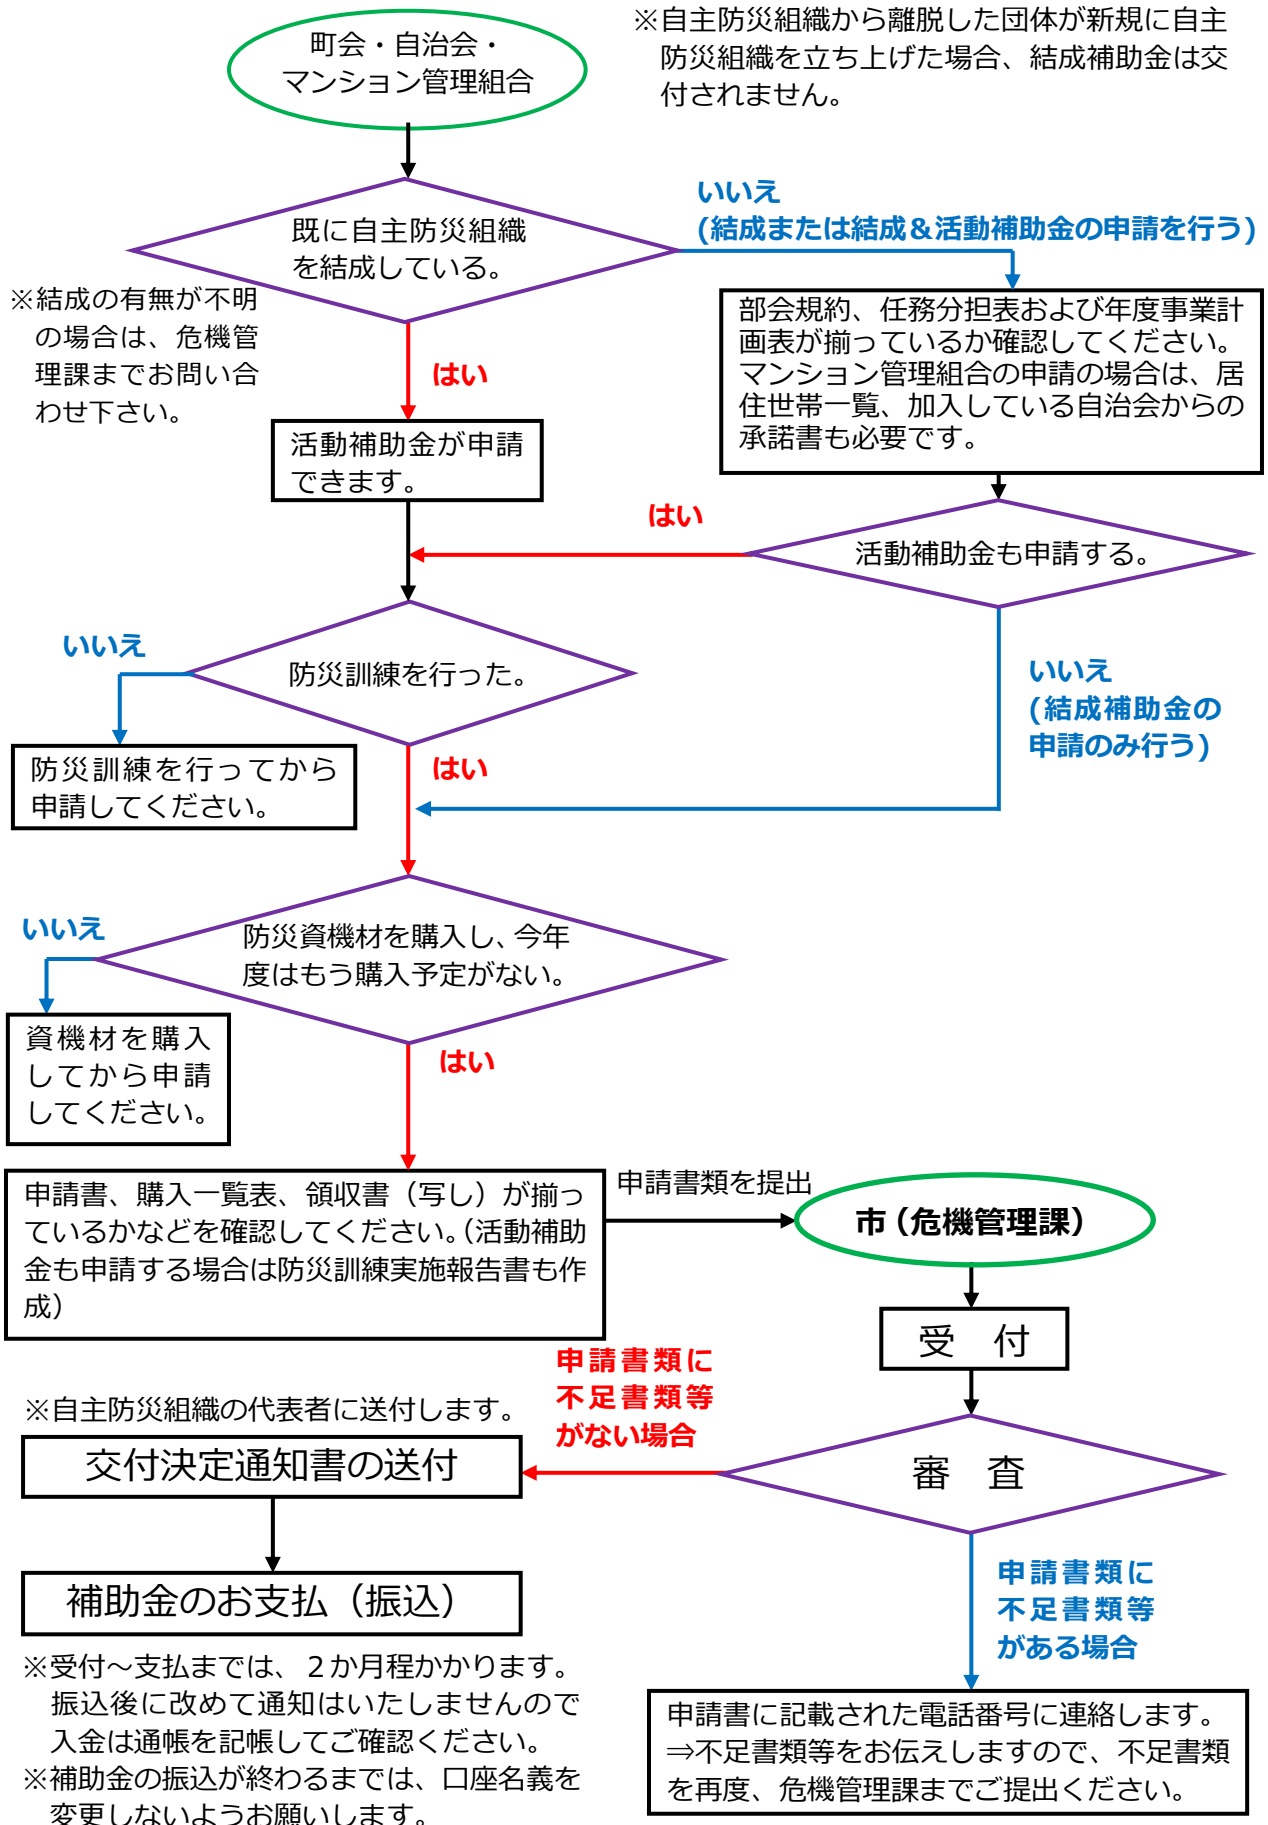 町会・自治会・
マンション管理組合
※自主防災組織から離脱した団体が新規に自主
防災組織を立ち上げた場合、結成補助金は交
付されません。
既に自主防災組織
を結成している。
いいえ
(結成または結成&活動補助金の申請を行う)
※結成の有無が不明
の場合は、危機管
理課までお問い合
わせ下さい。
はい
部会規約、任務分担表および年度事業計
画表が揃っているか確認してください。
マンション管理組合の申請の場合は、居
住世帯一覧、加入している自治会からの
承諾書も必要です。
活動補助金が申請
できます。
はい
活動補助金も申請する。
いいえ
防災訓練を行った。
いいえ
(結成補助金の
申請のみ行う)
防災訓練を行ってから
申請してください。
はい
いいえ
防災資機材を購入し、今年
度はもう購入予定がない。
資機材を購入
してから申請
してください。
はい
申請書、購入一覧表、領収書（写し）が揃っ
ているかなどを確認してください。（活動補助
金も申請する場合は防災訓練実施報告書も作
成）
申請書類を提出
市（危機管理課）
受　付
申請書類に
不足書類等
がない場合
※自主防災組織の代表者に送付します。
交付決定通知書の送付
審　査
補助金のお支払（振込）
申請書類に
不足書類等
がある場合
※受付～支払までは、２か月程かかります。
振込後に改めて通知はいたしませんので
入金は通帳を記帳してご確認ください。
※補助金の振込が終わるまでは、口座名義を
変更しないようお願いします。
申請書に記載された電話番号に連絡します。
⇒不足書類等をお伝えしますので、不足書類
を再度、危機管理課までご提出ください。